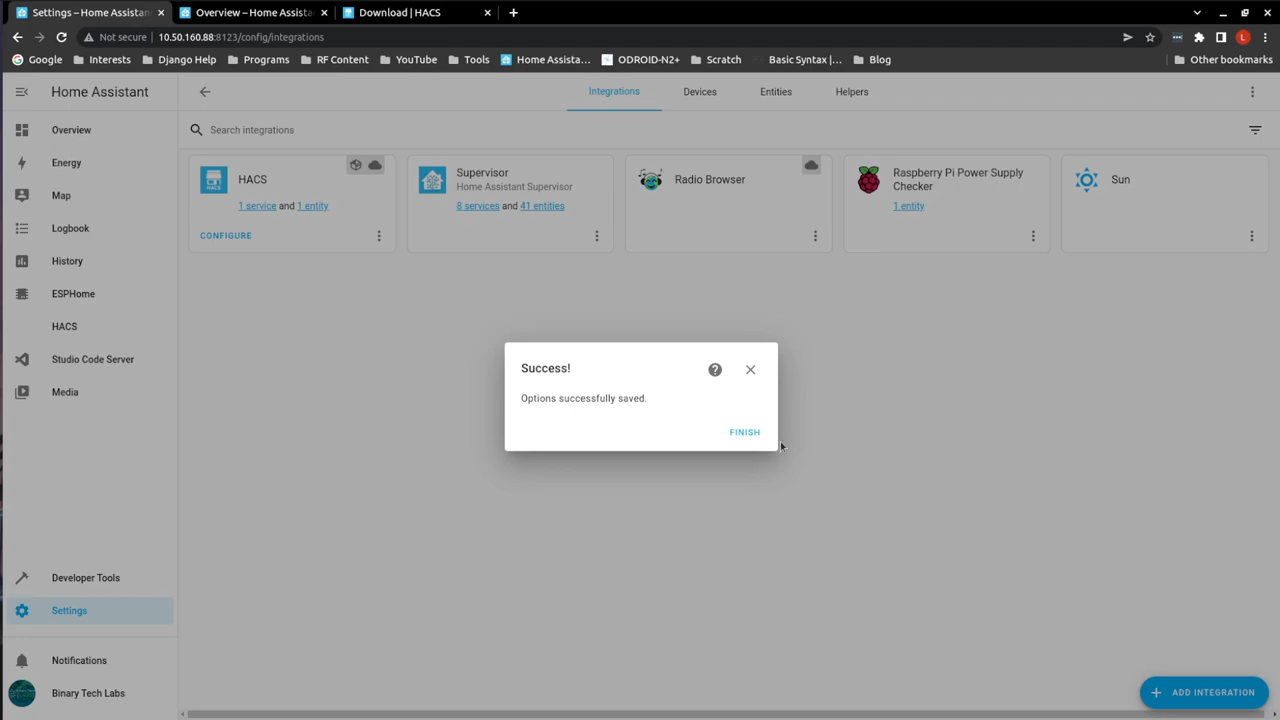 Settings – Home Assistan
Overview – Home Assista
Download | HACS
Not secure
10.50.160.88:8123/config/integrations
L
Google
Interests
Django Help
Programs
RF Content
YouTube
Tools
Home Assista...
ODROID-N2+
Scratch
Basic Syntax |...
Blog
Other bookmarks
Home Assistant
Integrations
Devices
Entities
Helpers
Overview
Energy
Map
Logbook
History
ESPHome
HACS
Studio Code Server
Media
Developer Tools
Settings
Notifications
Binary Tech Labs
Search integrations
HACS
HACS
1 service and 1 entity
CONFIGURE
Supervisor
Home Assistant Supervisor
8 services and 41 entities
Radio Browser
Raspberry Pi Power Supply
Checker
1 entity
Sun
Success!
Options successfully saved.
FINISH
ADD INTEGRATION